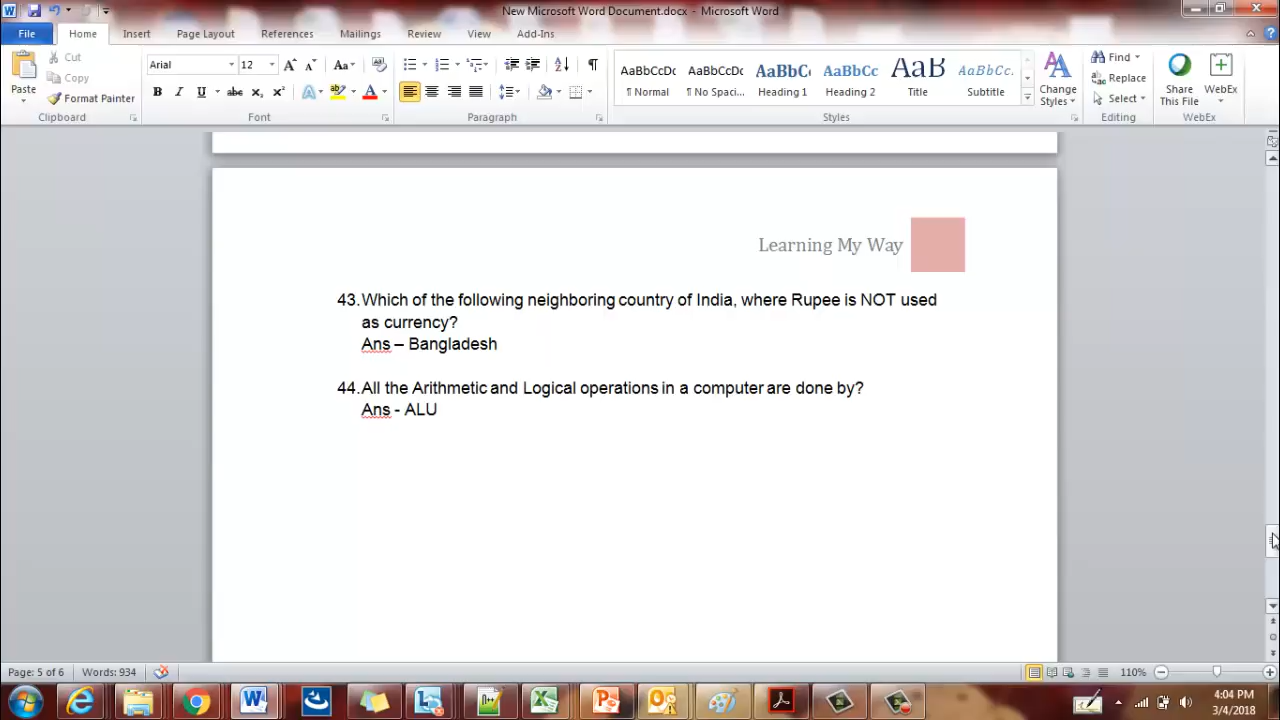 New Microsoft Word Document.docx - Microsoft Word
File Home Insert Page Layout References Mailings Review View Add-Ins
Paste
Cut
Copy
Format Painter
Clipboard
Arial 12
Font
Paragraph
AaBbCcDc AaBbCcDc AaBbC AaBbCc AaB AaBbCc.
¶ Normal ¶ No Spaci... Heading 1 Heading 2 Title Subtitle
Styles
Change Styles
Find
Replace
Select
Editing
Share This File
WebEx
WebEx
Learning My Way
43.Which of the following neighboring country of India, where Rupee is NOT used
as currency?
Ans – Bangladesh
44.All the Arithmetic and Logical operations in a computer are done by?
Ans - ALU
Page: 5 of 6 Words: 934 110%
4:04 PM
3/4/2018